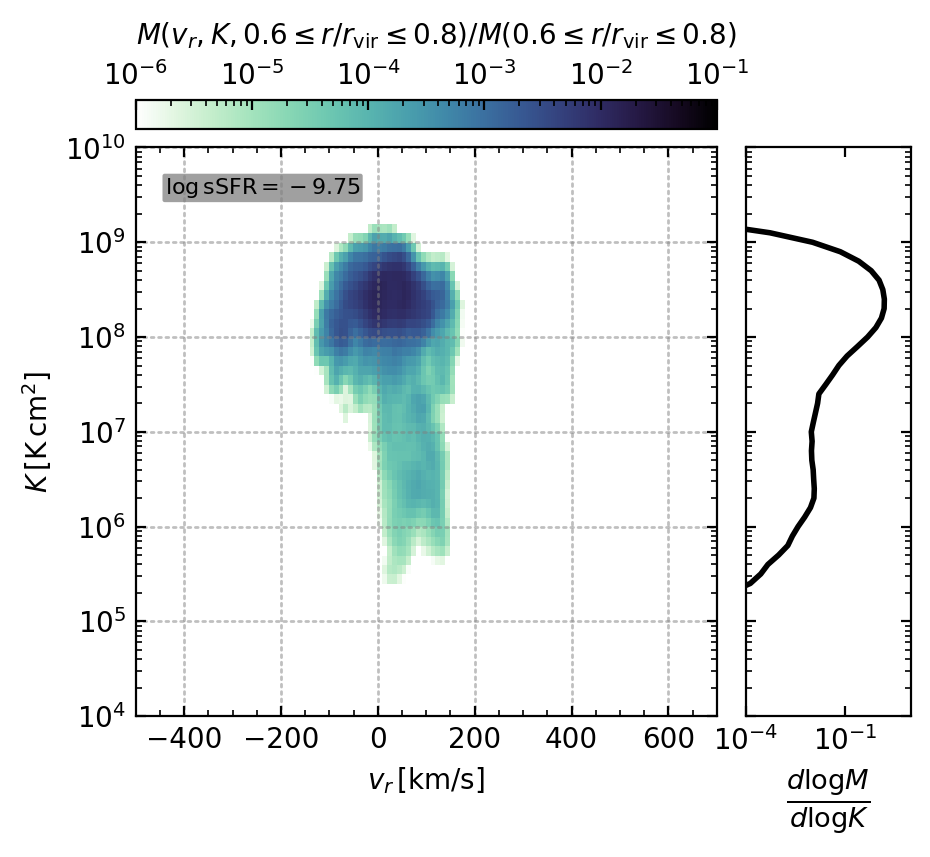 M(v_r, K, 0.6 ≤ r/r_vir ≤ 0.8)/M(0.6 ≤ r/r_vir ≤ 0.8)
10^−6 10^−5 10^−4 10^−3 10^−2 10^−1
log sSFR = −9.75
10^10
10^9
10^8
10^7
10^6
10^5
10^4
K [K cm^2]
−400 −200 0 200 400 600
v_r [km/s]
10^−4 10^−1
dlogM
dlogK